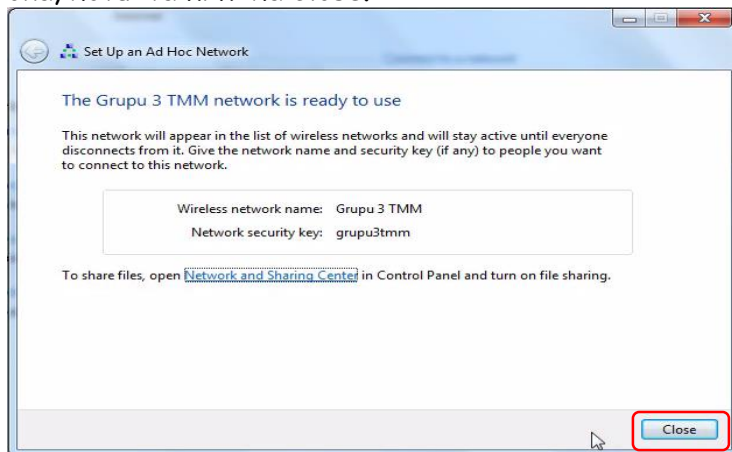 Set Up an Ad Hoc Network
The Grupu 3 TMM network is ready to use
This network will appear in the list of wireless networks and will stay active until everyone
disconnects from it. Give the network name and security key (if any) to people you want
to connect to this network.
Wireless network name: Grupu 3 TMM
Network security key: grupu3tmm
To share files, open Network and Sharing Center in Control Panel and turn on file sharing.
Close